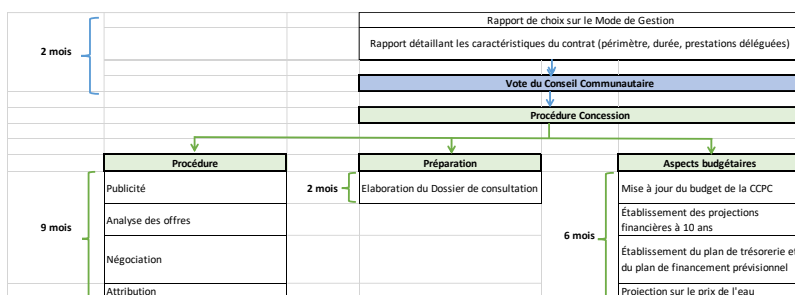 Rapport de choix sur le Mode de Gestion
2 mois
Rapport détaillant les caractéristiques du contrat (périmètre, durée, prestations déléguées)
Vote du Conseil Communautaire
Procédure Concession
Procédure
Préparation
Aspects budgétaires
9 mois
Publicité
Analyse des offres
Négociation
Attribution
2 mois
Elaboration du Dossier de consultation
6 mois
Mise à jour du budget de la CCPC
Établissement des projections
financières à 10 ans
Établissement du plan de trésorerie et
du plan de financement prévisionnel
Projection sur le prix de l'eau